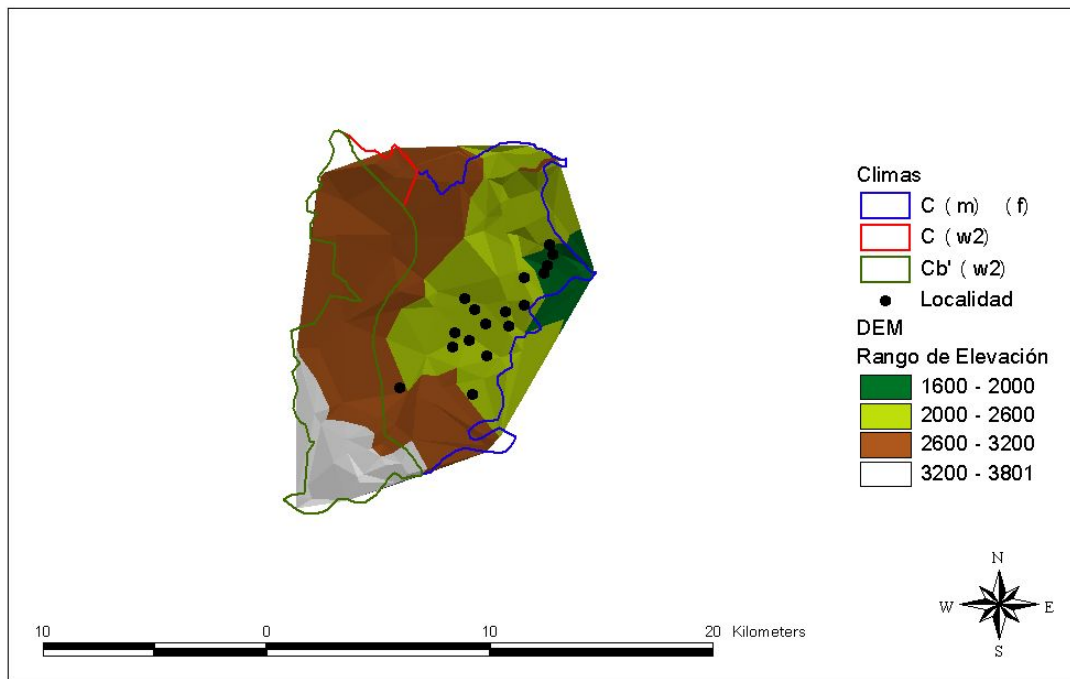 Climas
C ( m) ( f)
C ( w2)
Cb' ( w2)
Localidad
DEM
Rango de Elevación
1600 - 2000
2000 - 2600
2600 - 3200
3200 - 3801
N
W E
S
10 0 10 20 Kilometers